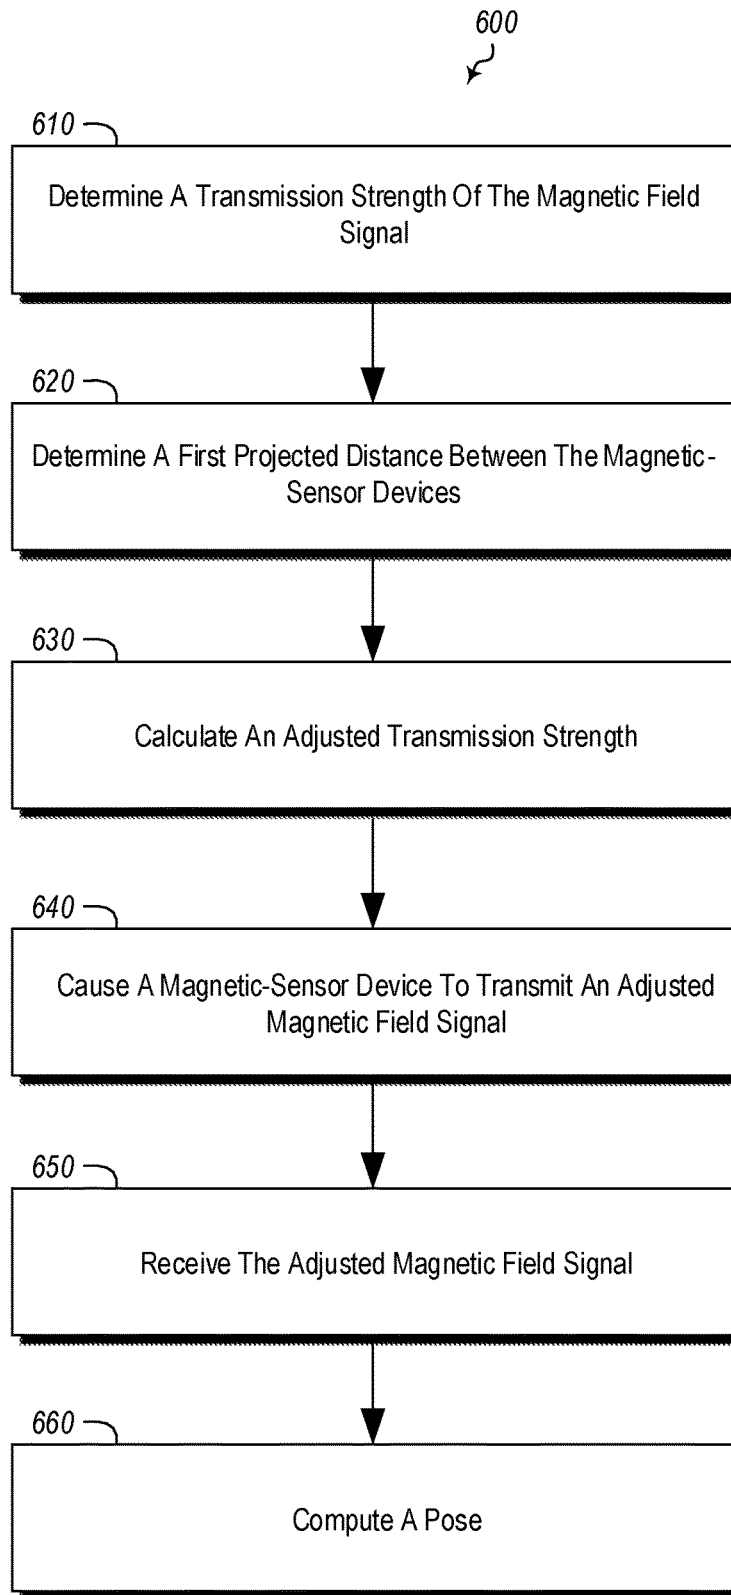 600
610
Determine A Transmission Strength Of The Magnetic Field
Signal
620
Determine A First Projected Distance Between The Magnetic-
Sensor Devices
630
Calculate An Adjusted Transmission Strength
640
Cause A Magnetic-Sensor Device To Transmit An Adjusted
Magnetic Field Signal
650
Receive The Adjusted Magnetic Field Signal
660
Compute A Pose